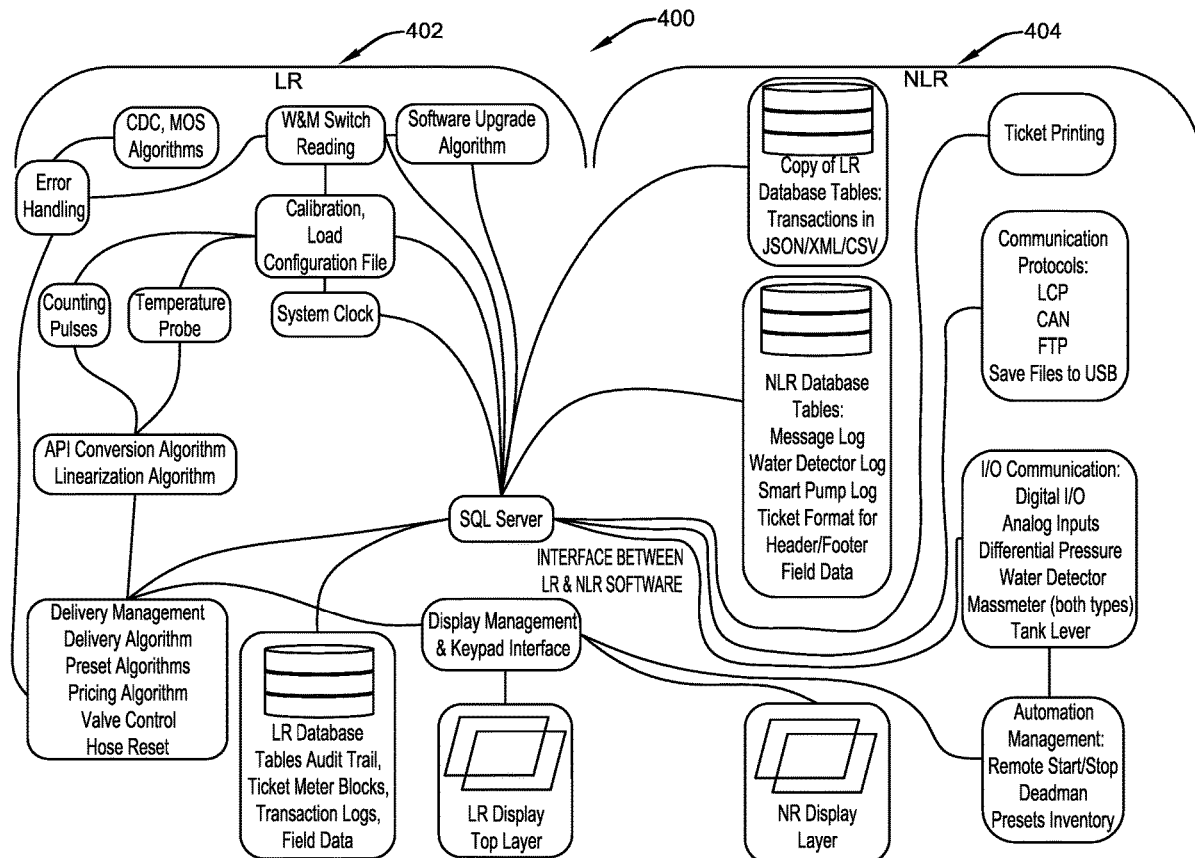 402
400
404
LR
NLR
CDC, MOS
Algorithms
W&M Switch
Reading
Software Upgrade
Algorithm
Error
Handling
Calibration,
Load
Configuration File
Counting
Pulses
Temperature
Probe
System Clock
API Conversion Algorithm
Linearization Algorithm
Copy of LR
Database Tables:
Transactions in
JSON/XML/CSV
Ticket Printing
Communication
Protocols:
LCP
CAN
FTP
Save Files to USB
NLR Database
Tables:
Message Log
Water Detector Log
Smart Pump Log
Ticket Format for
Header/Footer
Field Data
SQL Server
INTERFACE BETWEEN
LR & NLR SOFTWARE
I/O Communication:
Digital I/O
Analog Inputs
Differential Pressure
Water Detector
Massmeter (both types)
Tank Lever
Delivery Management
Delivery Algorithm
Preset Algorithms
Pricing Algorithm
Valve Control
Hose Reset
LR Database
Tables Audit Trail,
Ticket Meter Blocks,
Transaction Logs,
Field Data
Display Management
& Keypad Interface
LR Display
Top Layer
NR Display
Layer
Automation
Management:
Remote Start/Stop
Deadman
Presets Inventory